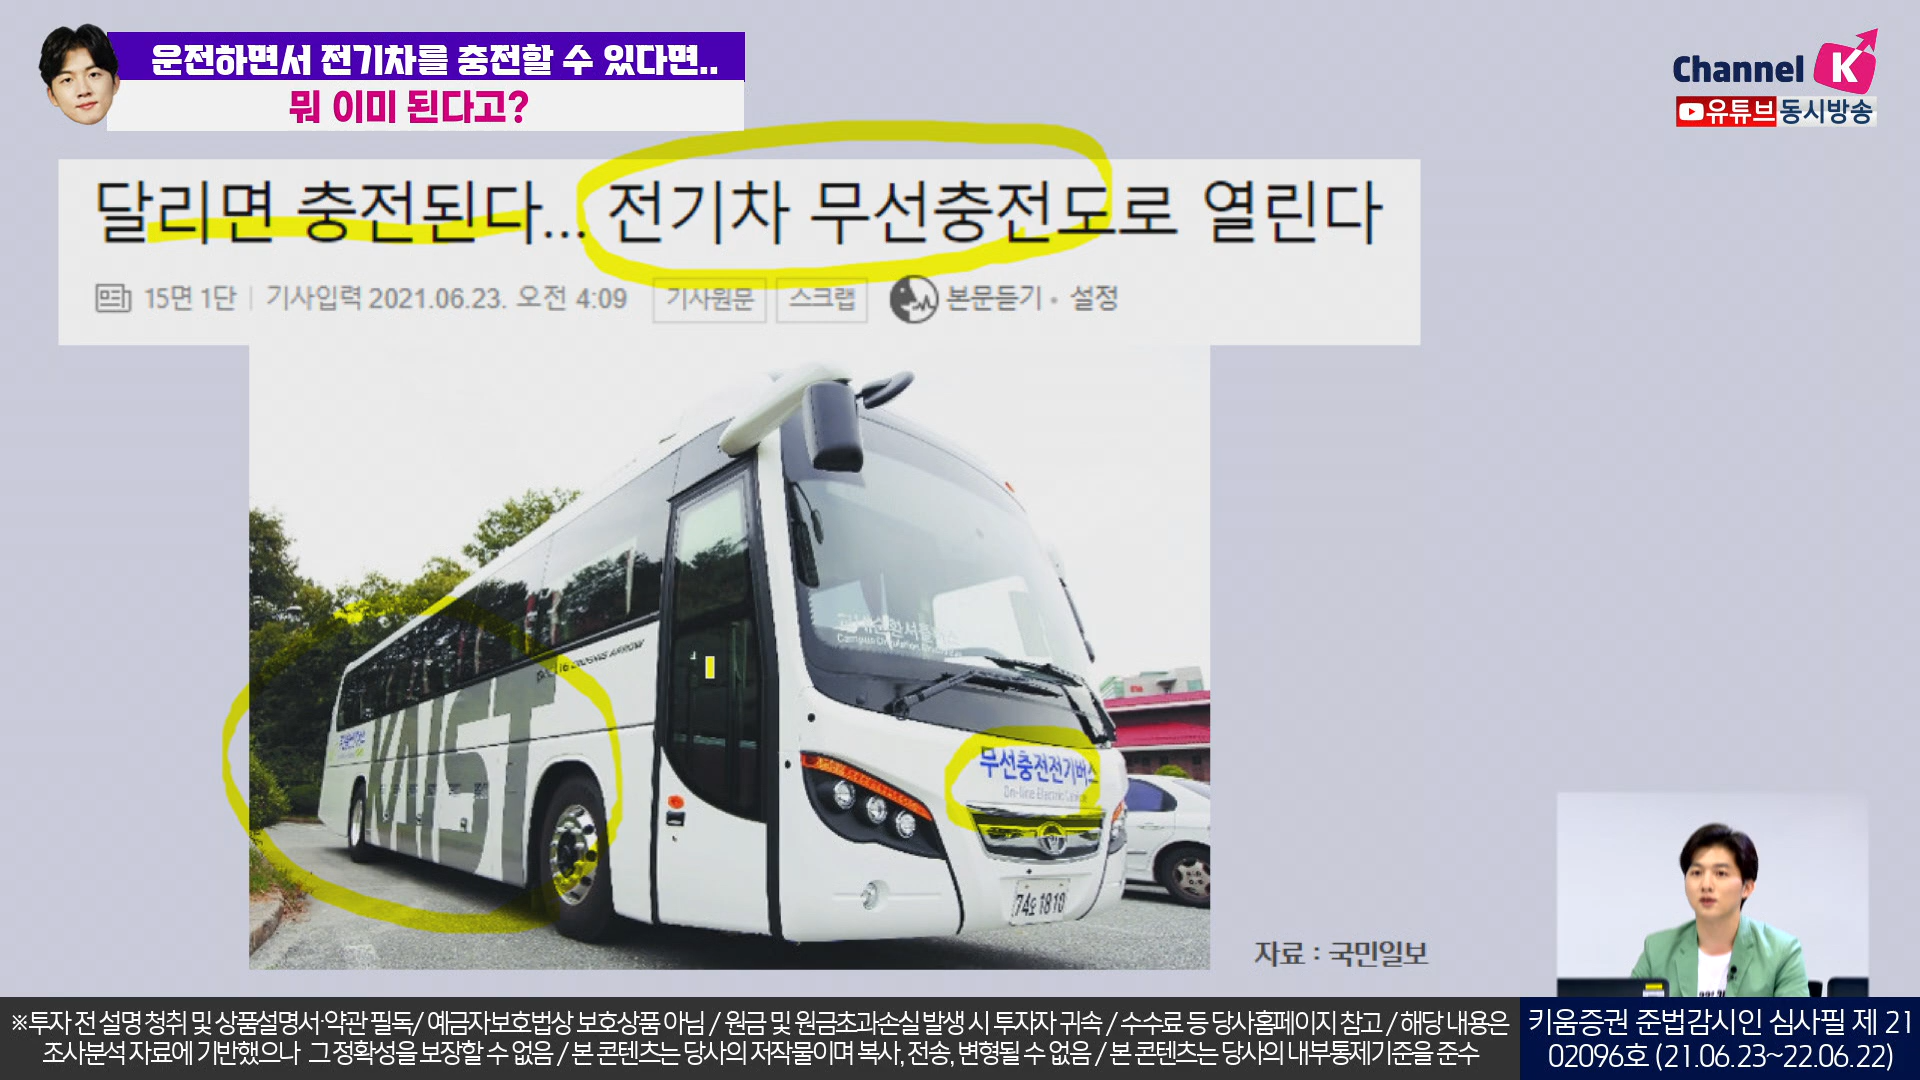 운전하면서 전기차를 충전할 수 있다면..
뭐 이미 된다고?
Channel K
유튜브 동시방송
달리면 충전된다... 전기차 무선충전도로 열린다
15면 1단 | 기사입력 2021.06.23. 오전 4:09 기사원문 스크랩 본문듣기 · 설정
KAIST
무선충전전기버스
On-line Electric
74오 1810
자료 : 국민일보
※투자 전 설명 청취 및 상품설명서·약관 필독/ 예금자보호법상 보호상품 아님 / 원금 및 원금초과손실 발생 시 투자자 귀속 / 수수료 등 당사홈페이지 참고 / 해당 내용은
조사분석 자료에 기반했으나 그 정확성을 보장할 수 없음 / 본 콘텐츠는 당사의 저작물이며 복사, 전송, 변형될 수 없음 / 본 콘텐츠는 당사의 내부통제기준을 준수
키움증권 준법감시인 심사필 제 21
02096호 (21.06.23~22.06.22)